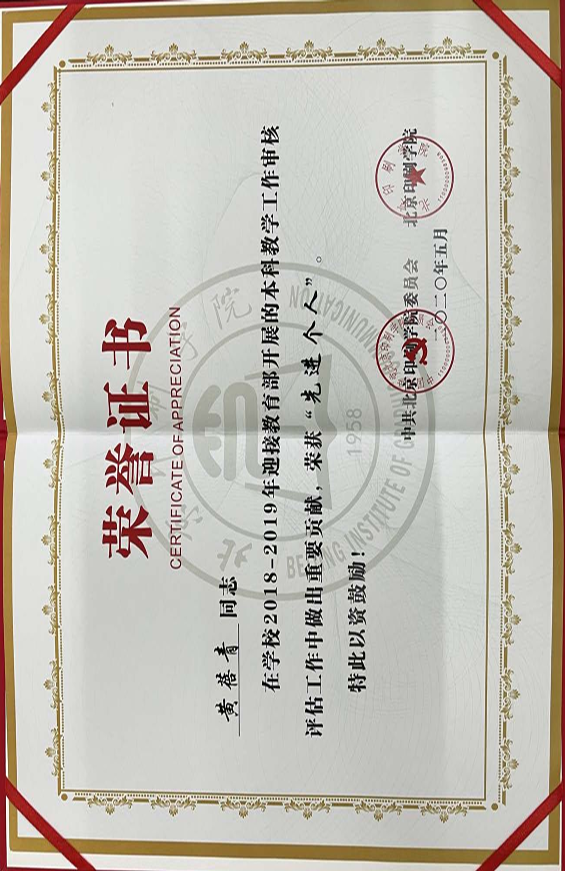 荣誉证书
CERTIFICATE OF APPRECIATION
黄蓓青 同志
在学校2018-2019年迎接教育部开展的本科教学工作审核
评估工作中做出重要贡献，荣获“先进个人”。
特此以资鼓励！
中共北京印刷学院委员会 北京印刷学院
二〇二〇年五月
1958